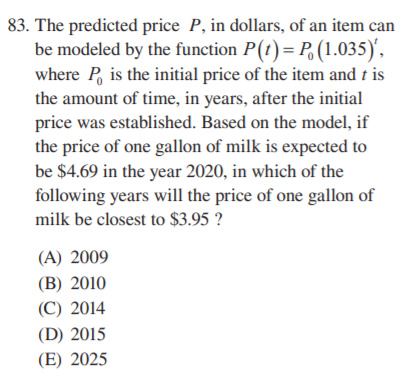 83. The predicted price P, in dollars, of an item can
be modeled by the function P(t) = P₀(1.035)ᵗ,
where P₀ is the initial price of the item and t is
the amount of time, in years, after the initial
price was established. Based on the model, if
the price of one gallon of milk is expected to
be $4.69 in the year 2020, in which of the
following years will the price of one gallon of
milk be closest to $3.95 ?
(A) 2009
(B) 2010
(C) 2014
(D) 2015
(E) 2025